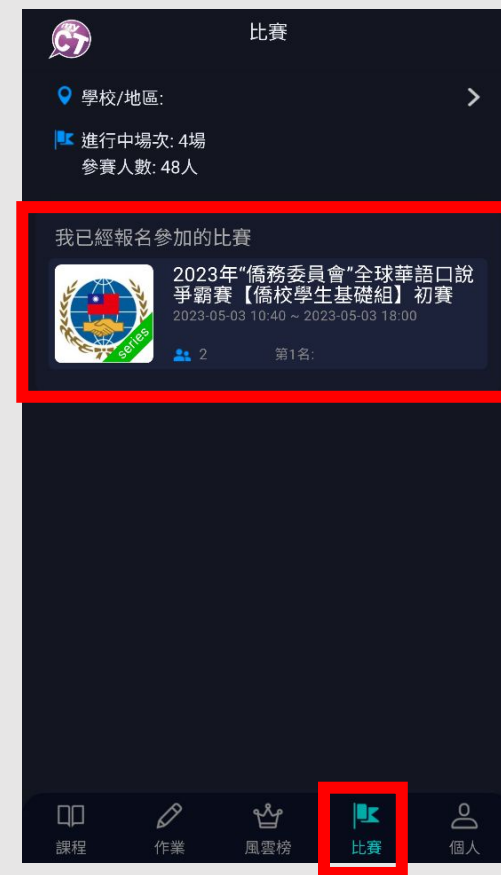 my
CT
比賽
學校/地區:
進行中場次: 4場
參賽人數: 48人
我已經報名參加的比賽
2023年“僑務委員會”全球華語口說
爭霸賽【僑校學生基礎組】初賽
2023-05-03 10:40 ~ 2023-05-03 18:00
series
2 第1名:
課程 作業 風雲榜 比賽 個人